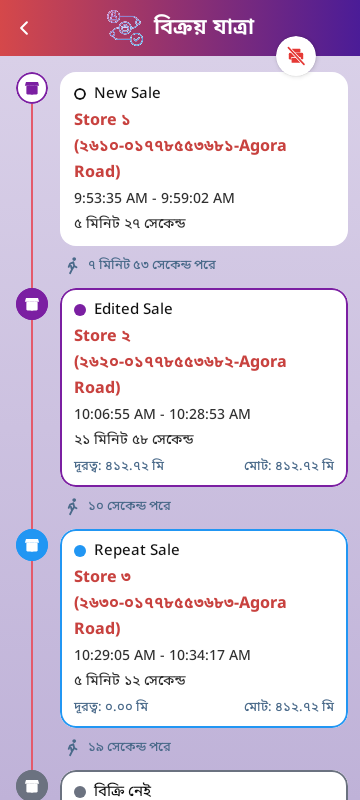 বিক্রয় যাত্রা
New Sale
Store ১
(২৬১০-০১৭৭৮৫৫৩৬৮১-Agora
Road)
9:53:35 AM - 9:59:02 AM
৫ মিনিট ২৭ সেকেন্ড
৭ মিনিট ৫৩ সেকেন্ড পরে
Edited Sale
Store ২
(২৬২০-০১৭৭৮৫৫৩৬৮২-Agora
Road)
10:06:55 AM - 10:28:53 AM
২১ মিনিট ৫৮ সেকেন্ড
দূরত্ব: ৪১২.৭২ মি মোট: ৪১২.৭২ মি
১০ সেকেন্ড পরে
Repeat Sale
Store ৩
(২৬৩০-০১৭৭৮৫৫৩৬৮৩-Agora
Road)
10:29:05 AM - 10:34:17 AM
৫ মিনিট ১২ সেকেন্ড
দূরত্ব: ০.০০ মি মোট: ৪১২.৭২ মি
১৯ সেকেন্ড পরে
বিক্রি নেই